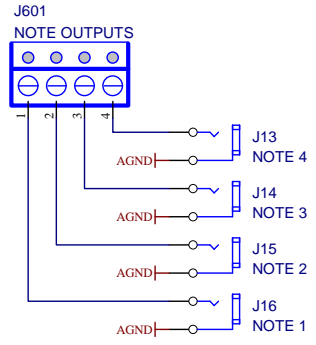 J601
NOTE OUTPUTS
1
2
3
4
J13
AGND
NOTE 4
J14
AGND
NOTE 3
J15
AGND
NOTE 2
J16
AGND
NOTE 1